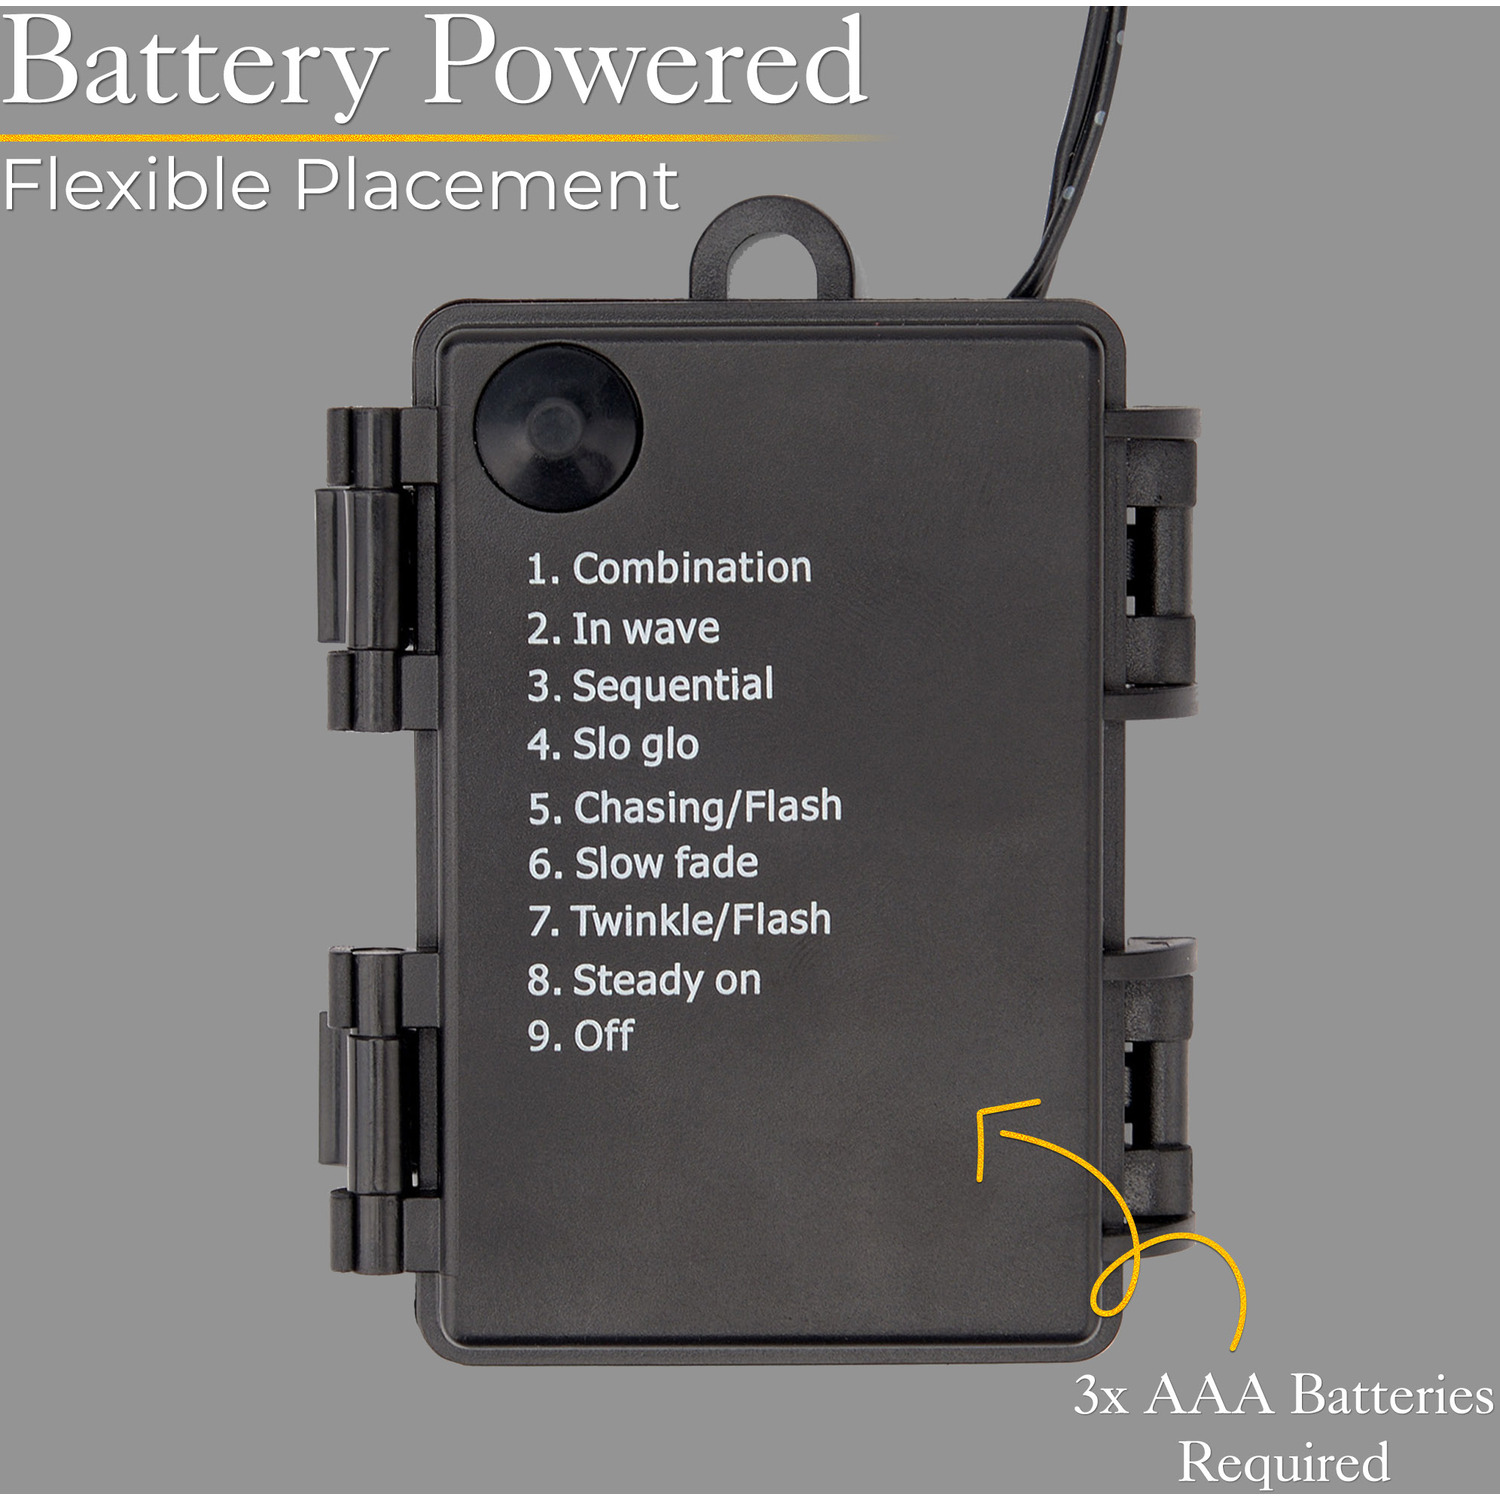 Battery Powered
Flexible Placement
1. Combination
2. In wave
3. Sequential
4. Slo glo
5. Chasing/Flash
6. Slow fade
7. Twinkle/Flash
8. Steady on
9. Off
3x AAA Batteries
Required